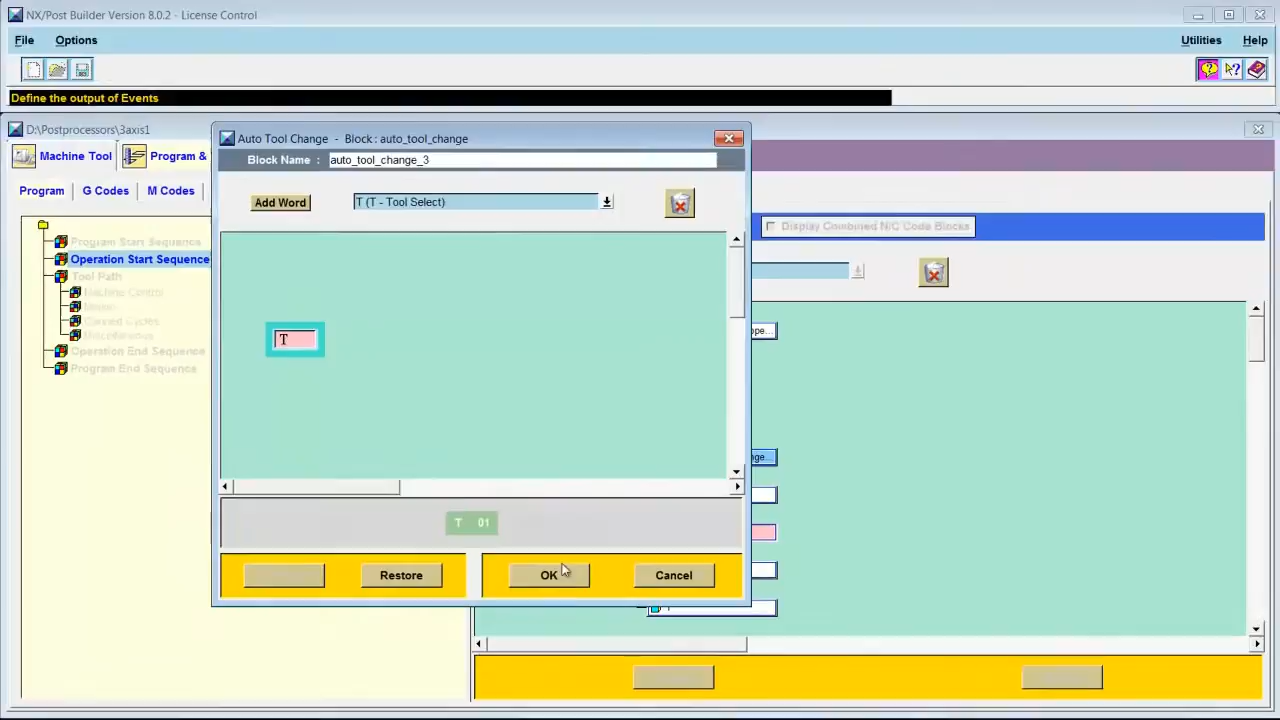 NX/Post Builder Version 8.0.2 - License Control
File Options Utilities Help
Define the output of Events
D:\Postprocessors\3axis1
Machine Tool Program &
Program G Codes M Codes
Program Start Sequence
Operation Start Sequence
Tool Path
Machine Control
Motion
Canned Cycles
Miscellaneous
Operation End Sequence
Program End Sequence
Auto Tool Change - Block : auto_tool_change
Block Name : auto_tool_change_3
Add Word T (T - Tool Select)
T
T 01
Restore OK Cancel
Display Combined N/C Code Blocks
ope...
nge...